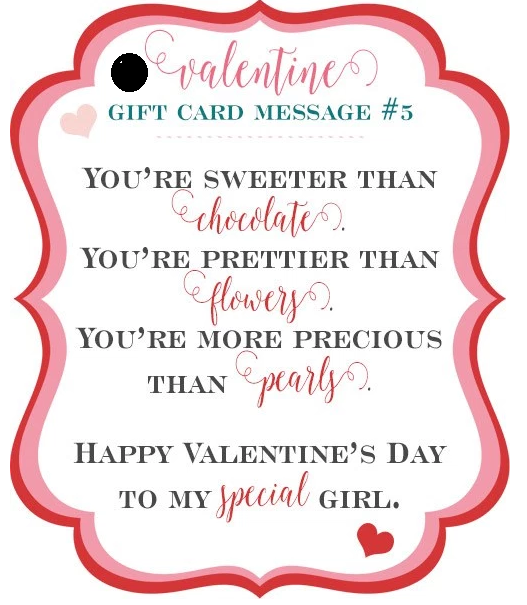 valentine
GIFT CARD MESSAGE #5
YOU'RE SWEETER THAN
chocolate.
YOU'RE PRETTIER THAN
flowers.
YOU'RE MORE PRECIOUS
THAN pearls.
HAPPY VALENTINE'S DAY
TO MY special GIRL.